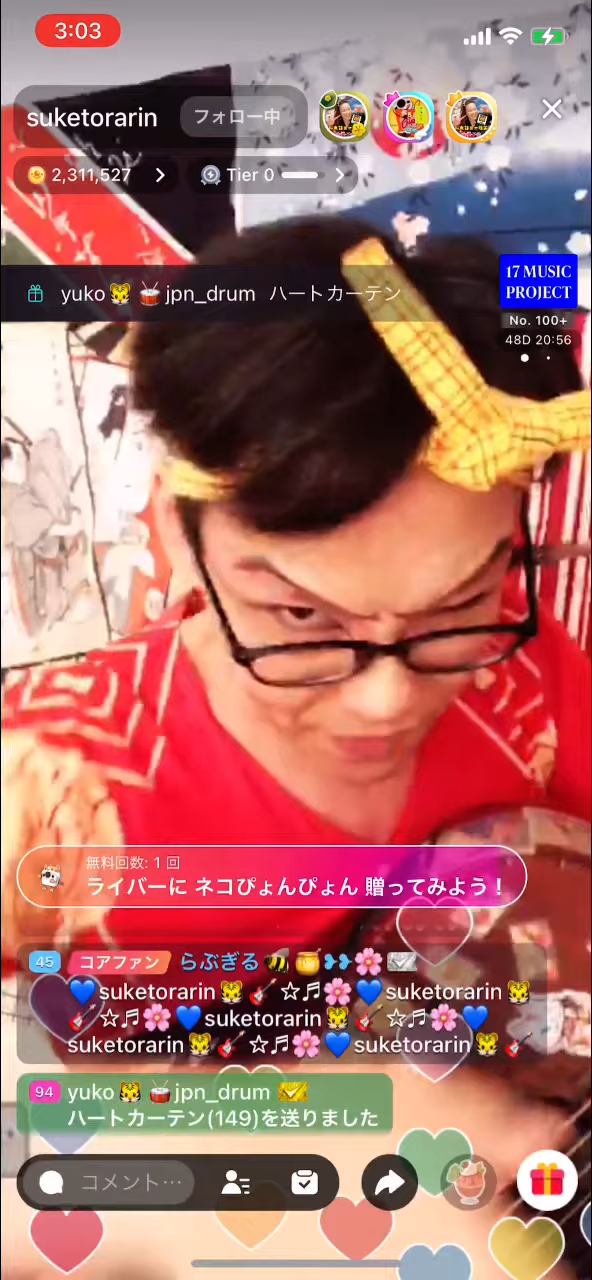 3:03
suketorarin フォロー中
2,311,527
Tier 0
17 MUSIC
PROJECT
yuko🐯🥁jpn_drum ハートカーテン
No. 100+
48D 20:56
無料回数: 1 回
ライバーに ネコぴょんぴょん 贈ってみよう！
45 コアファン らぶぎる🐝🍯❥❥🌸
💙suketorarin🐯🎸☆♬🌸💙suketorarin🐯
🎸☆♬🌸💙suketorarin🐯🎸☆♬🌸💙
suketorarin🐯🎸☆♬🌸💙suketorarin🐯🎸
94 yuko🐯🥁jpn_drum
ハートカーテン(149)を送りました
コメント…